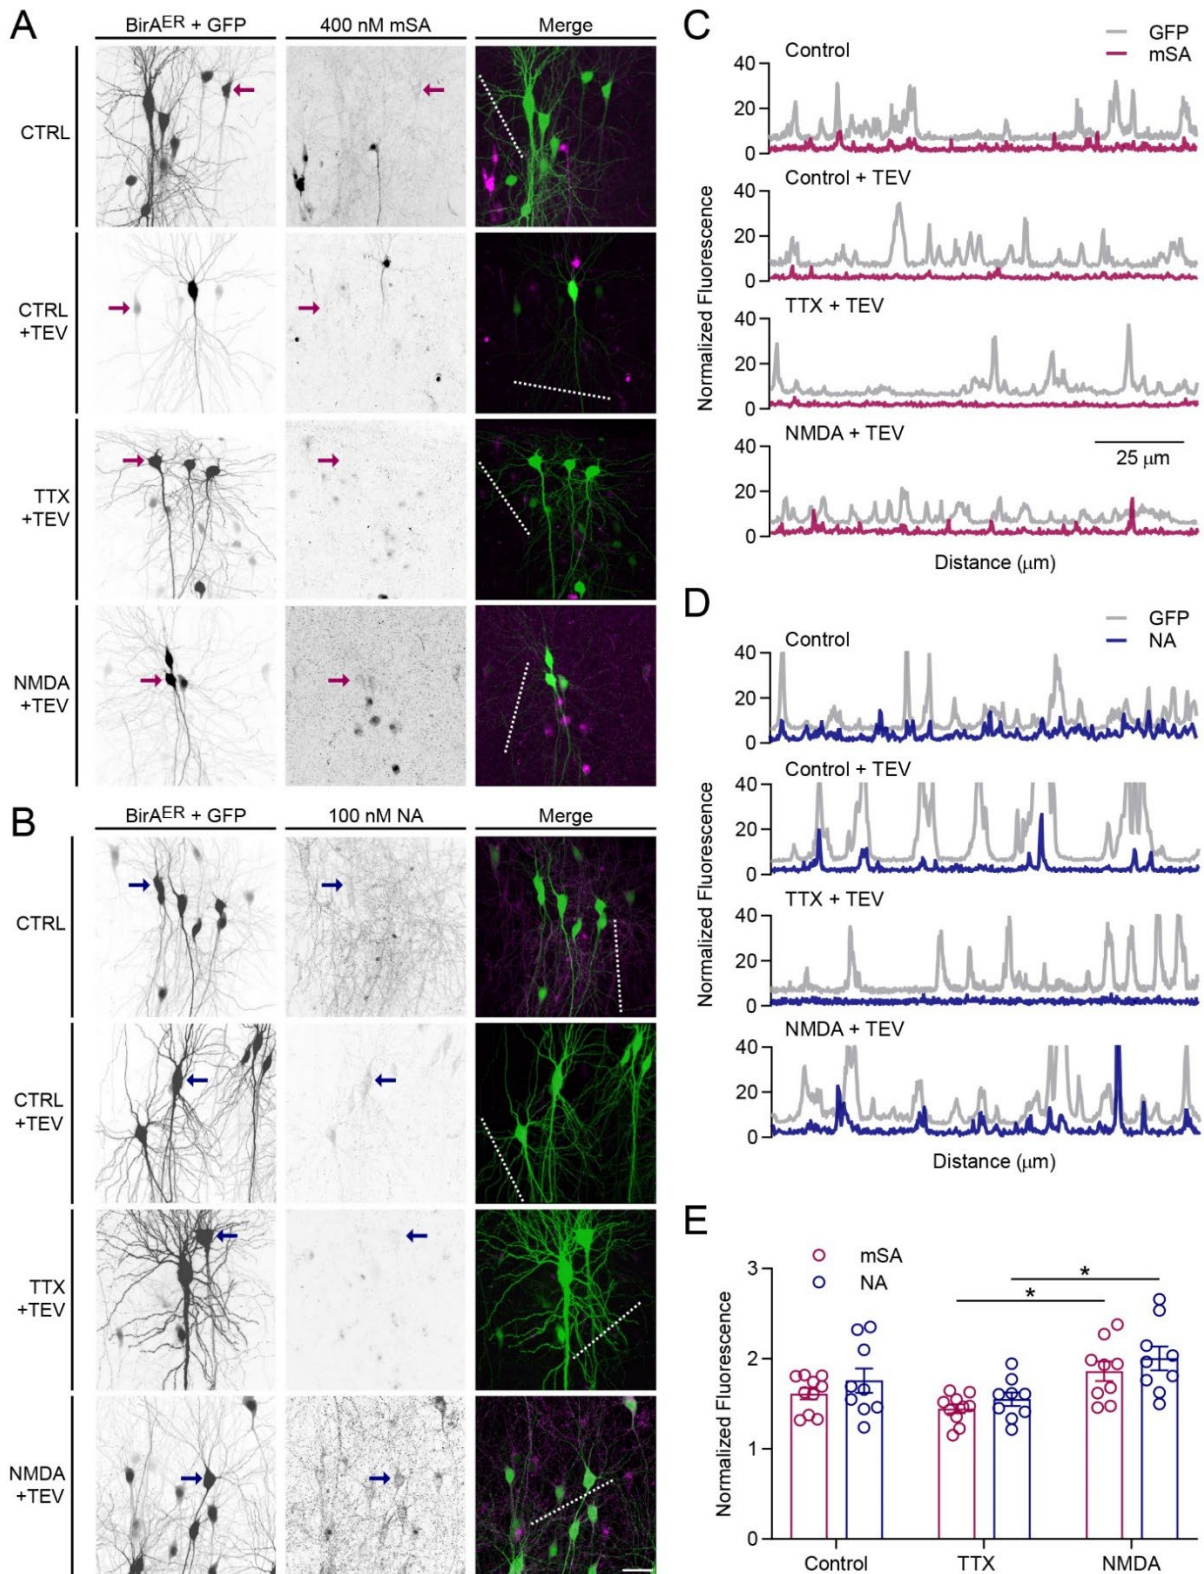 A
BirAER + GFP
400 nM mSA
Merge
CTRL
CTRL
+TEV
TTX
+TEV
NMDA
+TEV
B
BirAER + GFP
100 nM NA
Merge
CTRL
CTRL
+TEV
TTX
+TEV
NMDA
+TEV
C
GFP
mSA
Normalized Fluorescence
Control
40
20
0
Control + TEV
40
20
0
TTX + TEV
40
20
0
NMDA + TEV
40
20
0
25 μm
Distance (μm)
D
GFP
NA
Normalized Fluorescence
Control
40
20
0
Control + TEV
40
20
0
TTX + TEV
40
20
0
NMDA + TEV
40
20
0
Distance (μm)
E
mSA
NA
Normalized Fluorescence
3
2
1
0
*
*
Control
TTX
NMDA